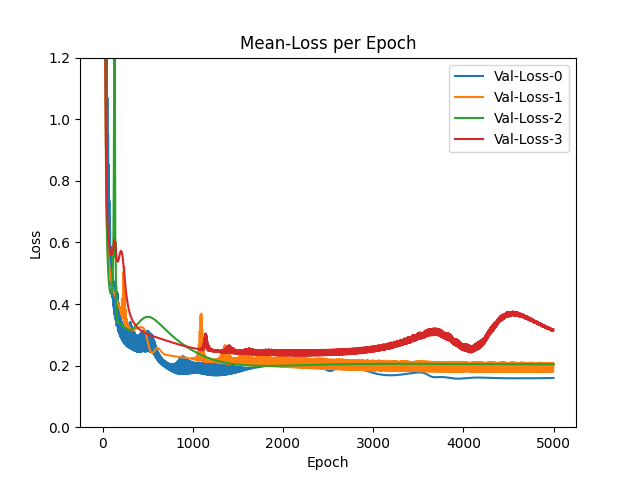 Mean-Loss per Epoch
Loss
1.2
1.0
0.8
0.6
0.4
0.2
0.0
Val-Loss-0
Val-Loss-1
Val-Loss-2
Val-Loss-3
0 1000 2000 3000 4000 5000
Epoch